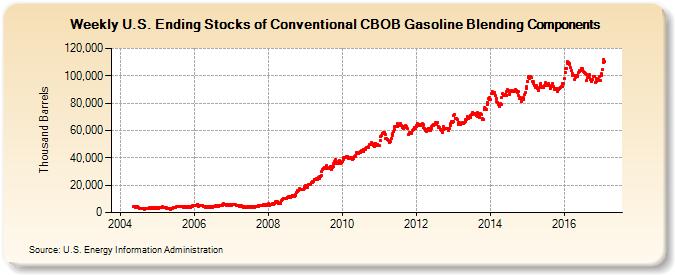 Weekly U.S. Ending Stocks of Conventional CBOB Gasoline Blending Components
Thousand Barrels
120,000
100,000
80,000
60,000
40,000
20,000
0
2004 2006 2008 2010 2012 2014 2016
Source: U.S. Energy Information Administration